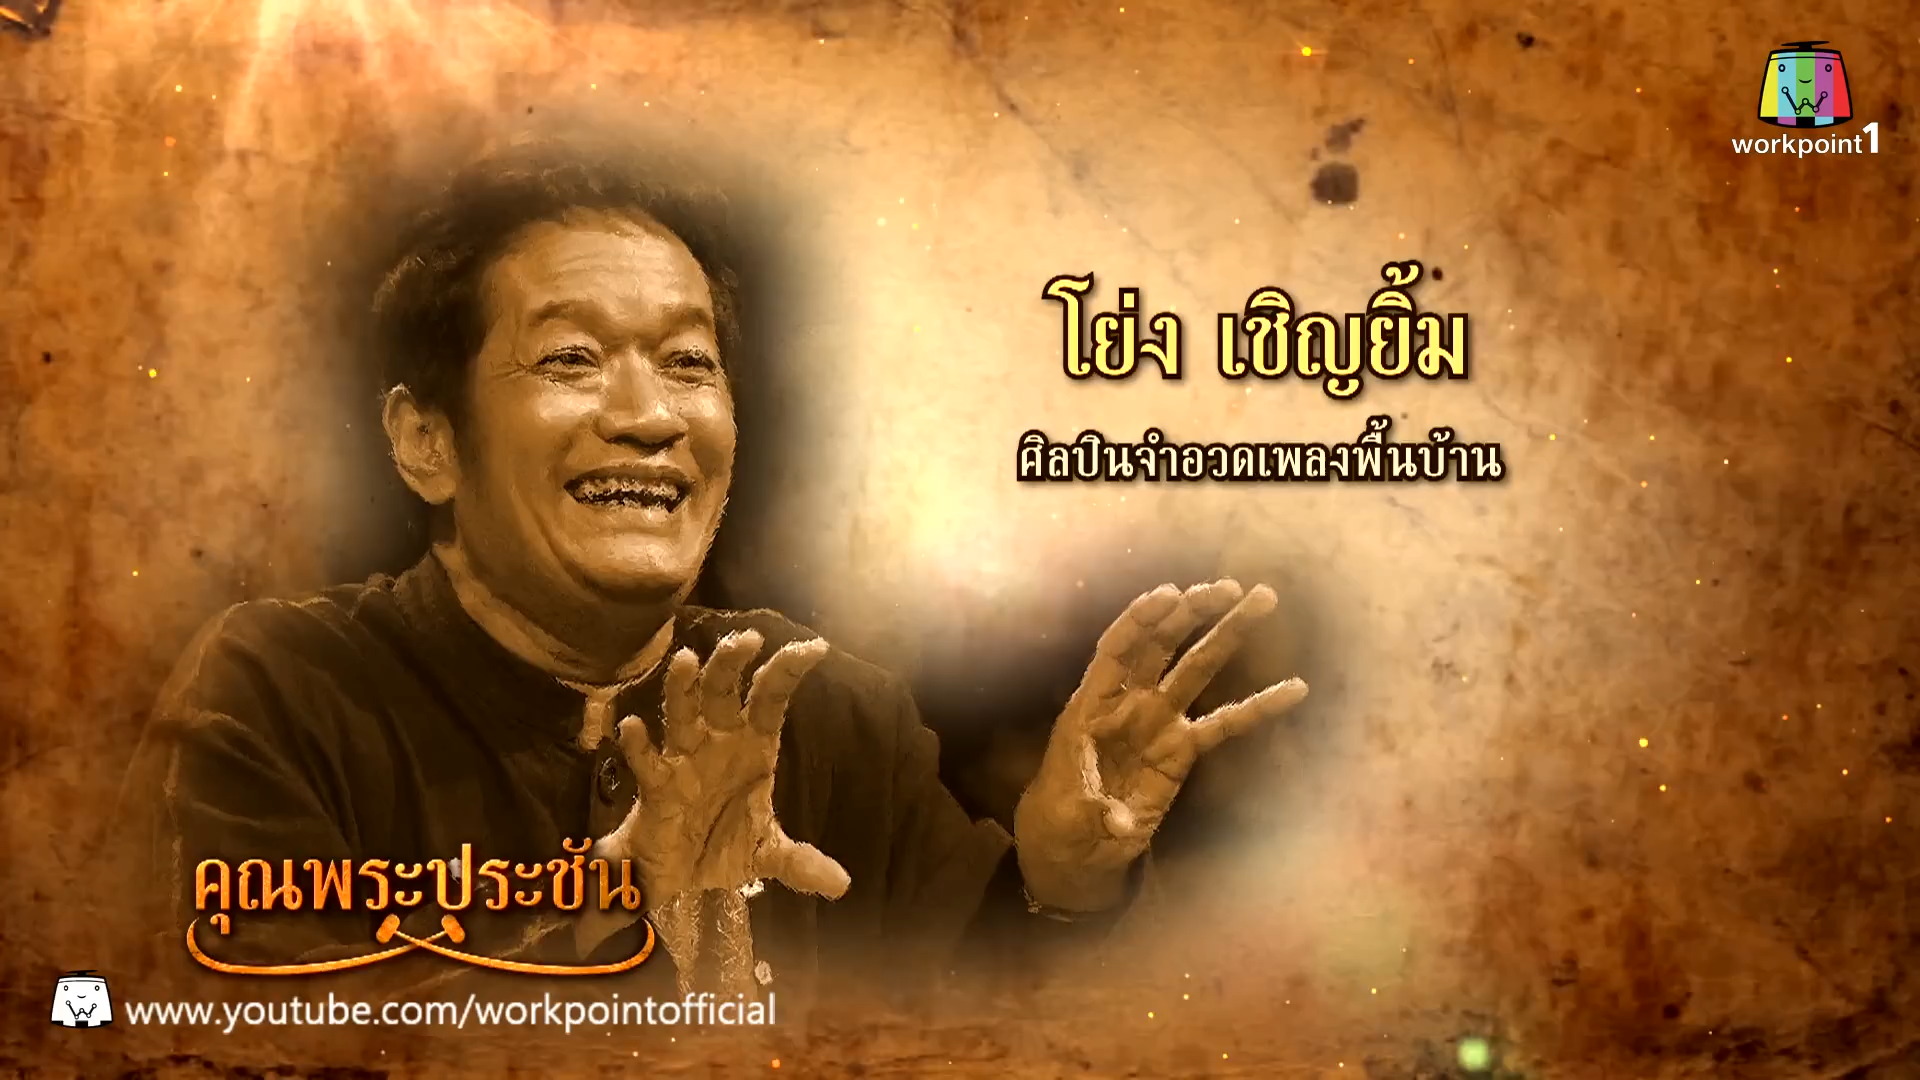 workpoint1
โย่ง เชิญยิ้ม
ศิลปินจำอวดเพลงพื้นบ้าน
คุณพระประชัน
www.youtube.com/workpointofficial